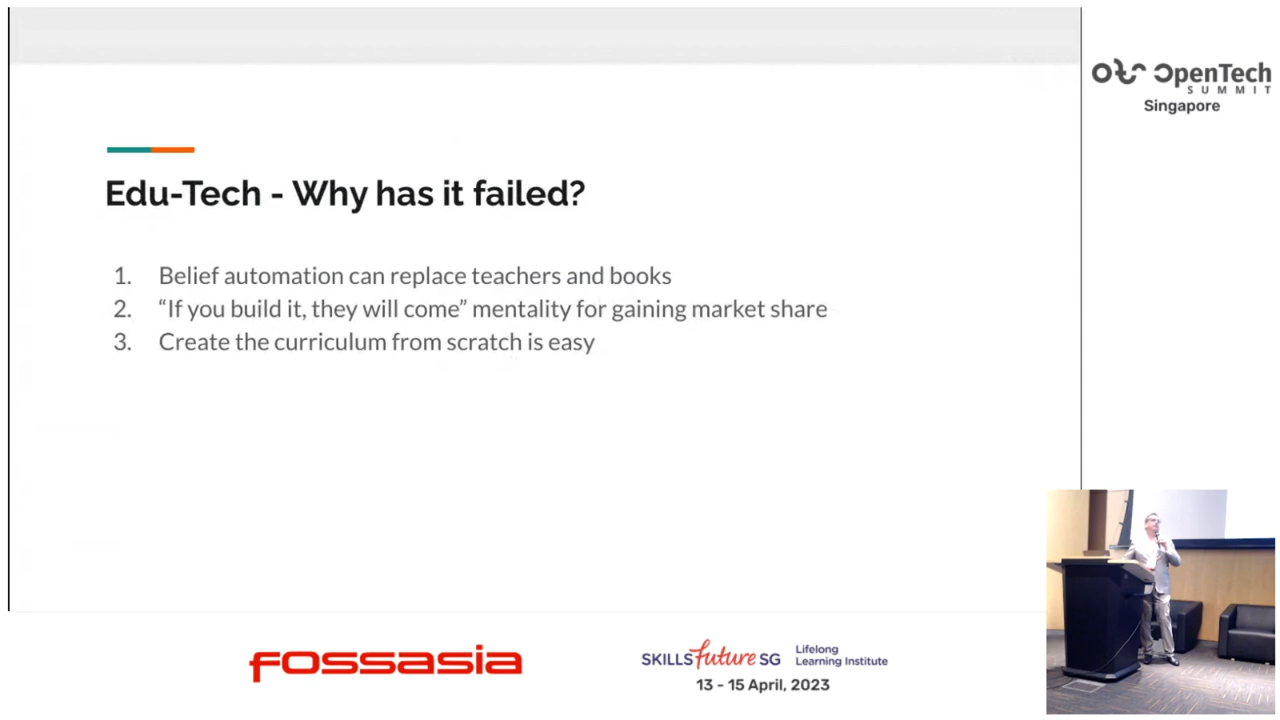 OpenTech
SUMMIT
Singapore
Edu-Tech - Why has it failed?
1. Belief automation can replace teachers and books
2. “If you build it, they will come” mentality for gaining market share
3. Create the curriculum from scratch is easy
fossasia
SKILLSfuture SG Lifelong
Learning Institute
13 - 15 April, 2023